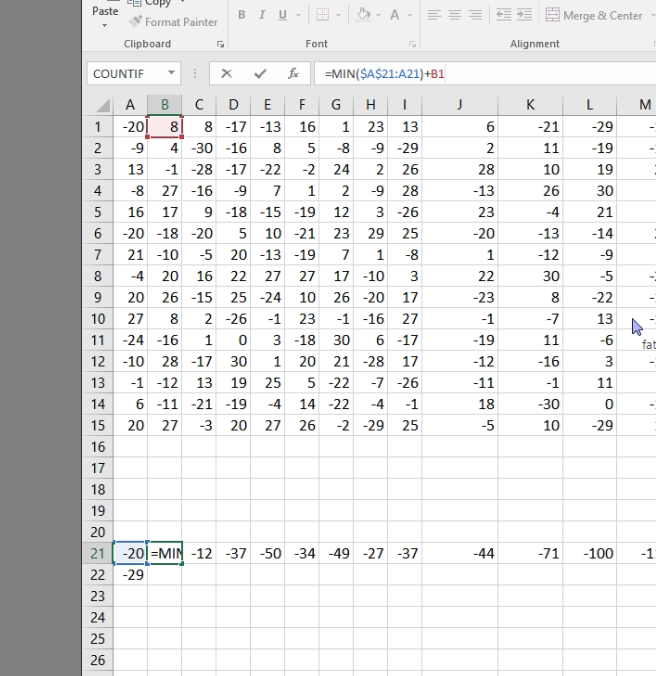 Copy
Paste
Format Painter
B I U
A
Merge & Center
Clipboard
Font
Alignment
COUNTIF
fx
=MIN($A$21:A21)+B1
A B C D E F G H I J K L M
1 -20 8 8 -17 -13 16 1 23 13 6 -21 -29
2 -9 4 -30 -16 8 5 -8 -9 -29 2 11 -19
3 13 -1 -28 -17 -22 -2 24 2 26 28 10 19
4 -8 27 -16 -9 7 1 2 -9 28 -13 26 30
5 16 17 9 -18 -15 -19 12 3 -26 23 -4 21
6 -20 -18 -20 5 10 -21 23 29 25 -20 -13 -14
7 21 -10 -5 20 -13 -19 7 1 -8 1 -12 -9
8 -4 20 16 22 27 27 17 -10 3 22 30 -5
9 20 26 -15 25 -24 10 26 -20 17 -23 8 -22
10 27 8 2 -26 -1 23 -1 -16 27 -1 -7 13
11 -24 -16 1 0 3 -18 30 6 -17 -19 11 -6
12 -10 28 -17 30 1 20 21 -28 17 -12 -16 3
13 -1 -12 13 19 25 5 -22 -7 -26 -11 -1 11
14 6 -11 -21 -19 -4 14 -22 -4 -1 18 -30 0
15 20 27 -3 20 27 26 -2 -29 25 -5 10 -29
16
17
18
19
20
21 -20 =MIN -12 -37 -50 -34 -49 -27 -37 -44 -71 -100
22 -29
23
24
25
26